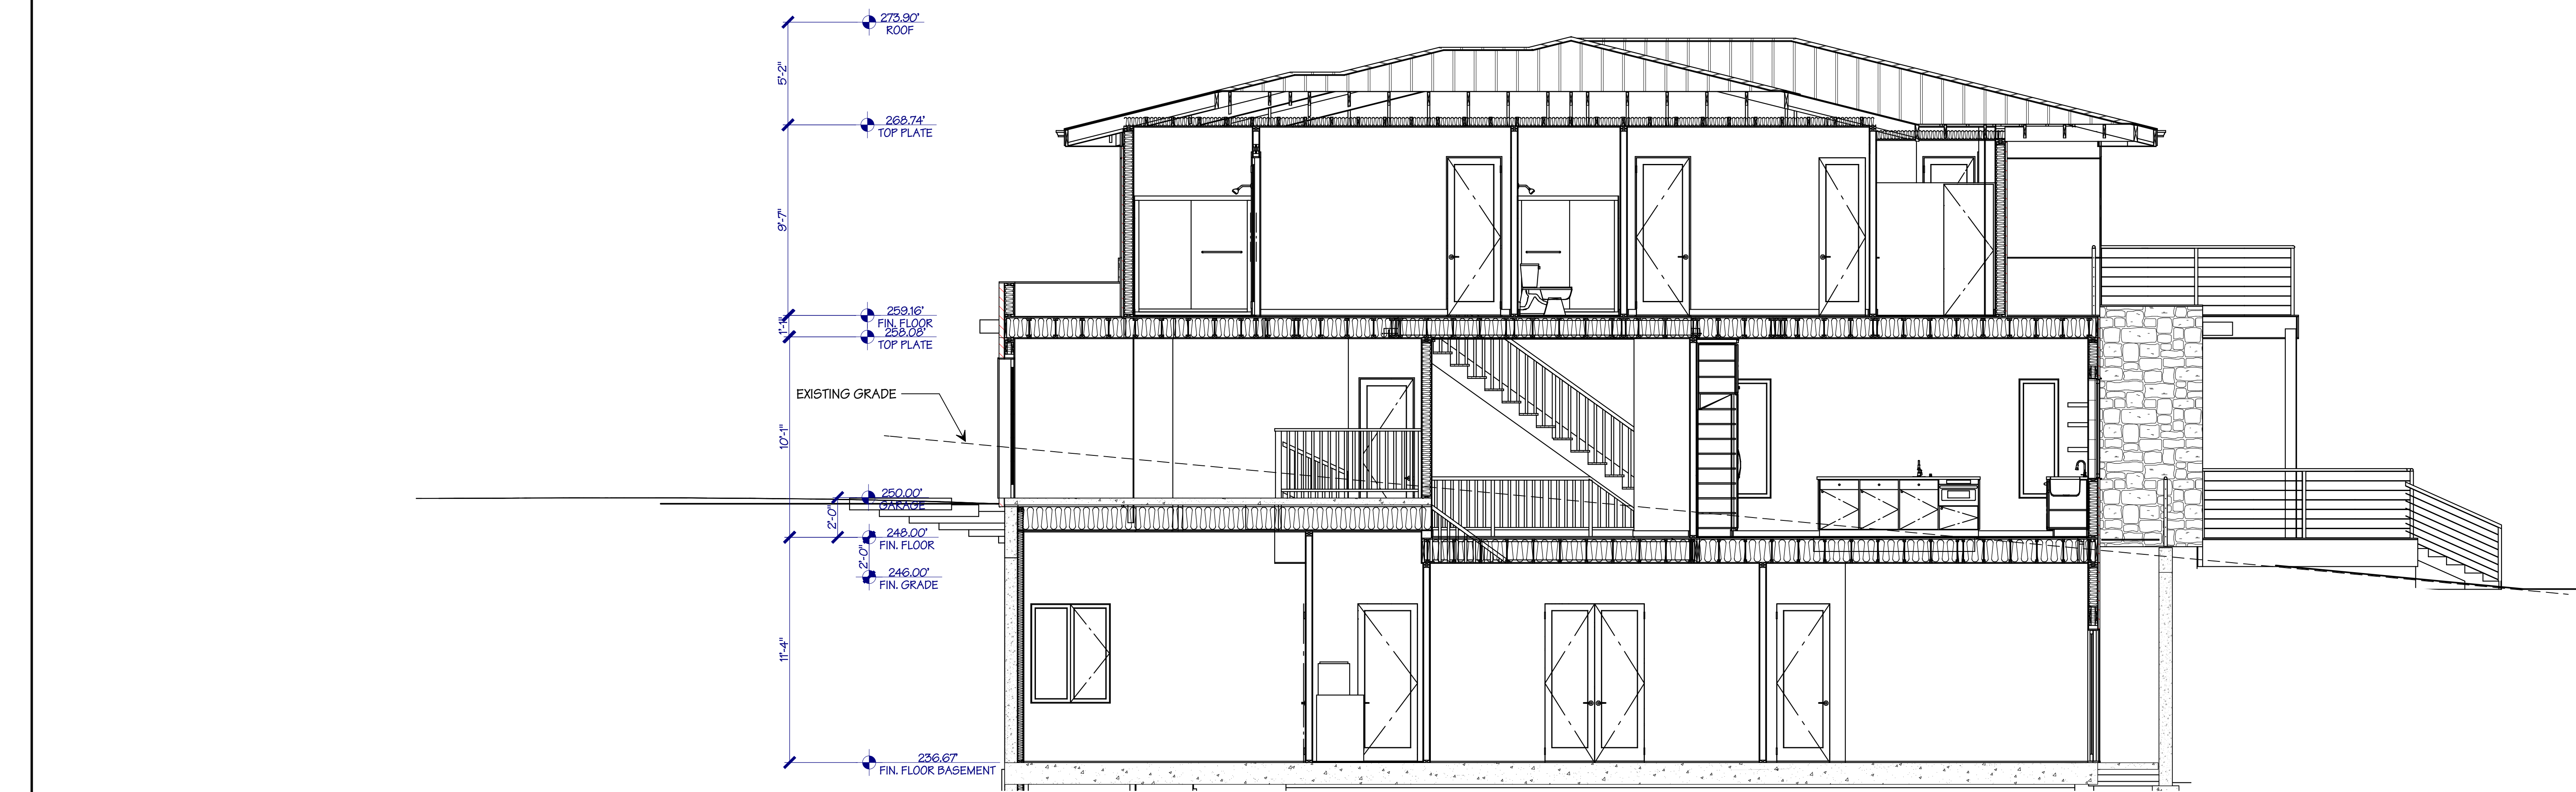 273.90'
ROOF
5'-2"
268.74'
TOP PLATE
9'-7"
259.16'
FIN. FLOOR
1'-1"
258.08'
TOP PLATE
EXISTING GRADE
10'-1"
250.00'
GARAGE
2'-0"
248.00'
FIN. FLOOR
2'-0"
246.00'
FIN. GRADE
11'-4"
236.67'
FIN. FLOOR BASEMENT